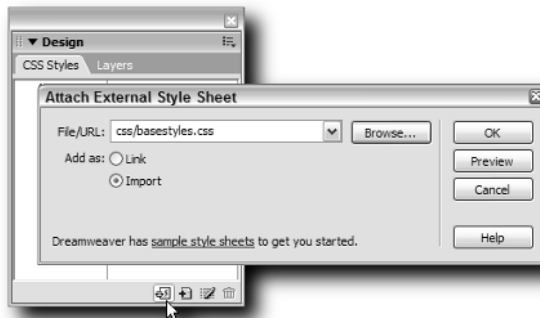 Design
CSS Styles Layers
Attach External Style Sheet
File/URL: css/basestyles.css Browse... OK
Add as: Link Preview
Import Cancel
Dreamweaver has sample style sheets to get you started. Help